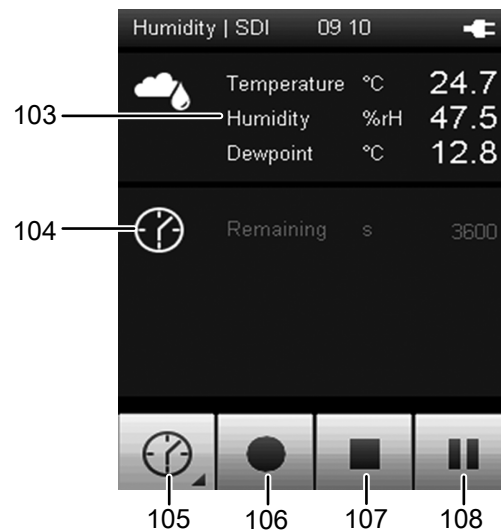 Humidity | SDI 09 10
Temperature °C 24.7
103 Humidity %rH 47.5
Dewpoint °C 12.8
104 Remaining s 3600
105 106 107 108